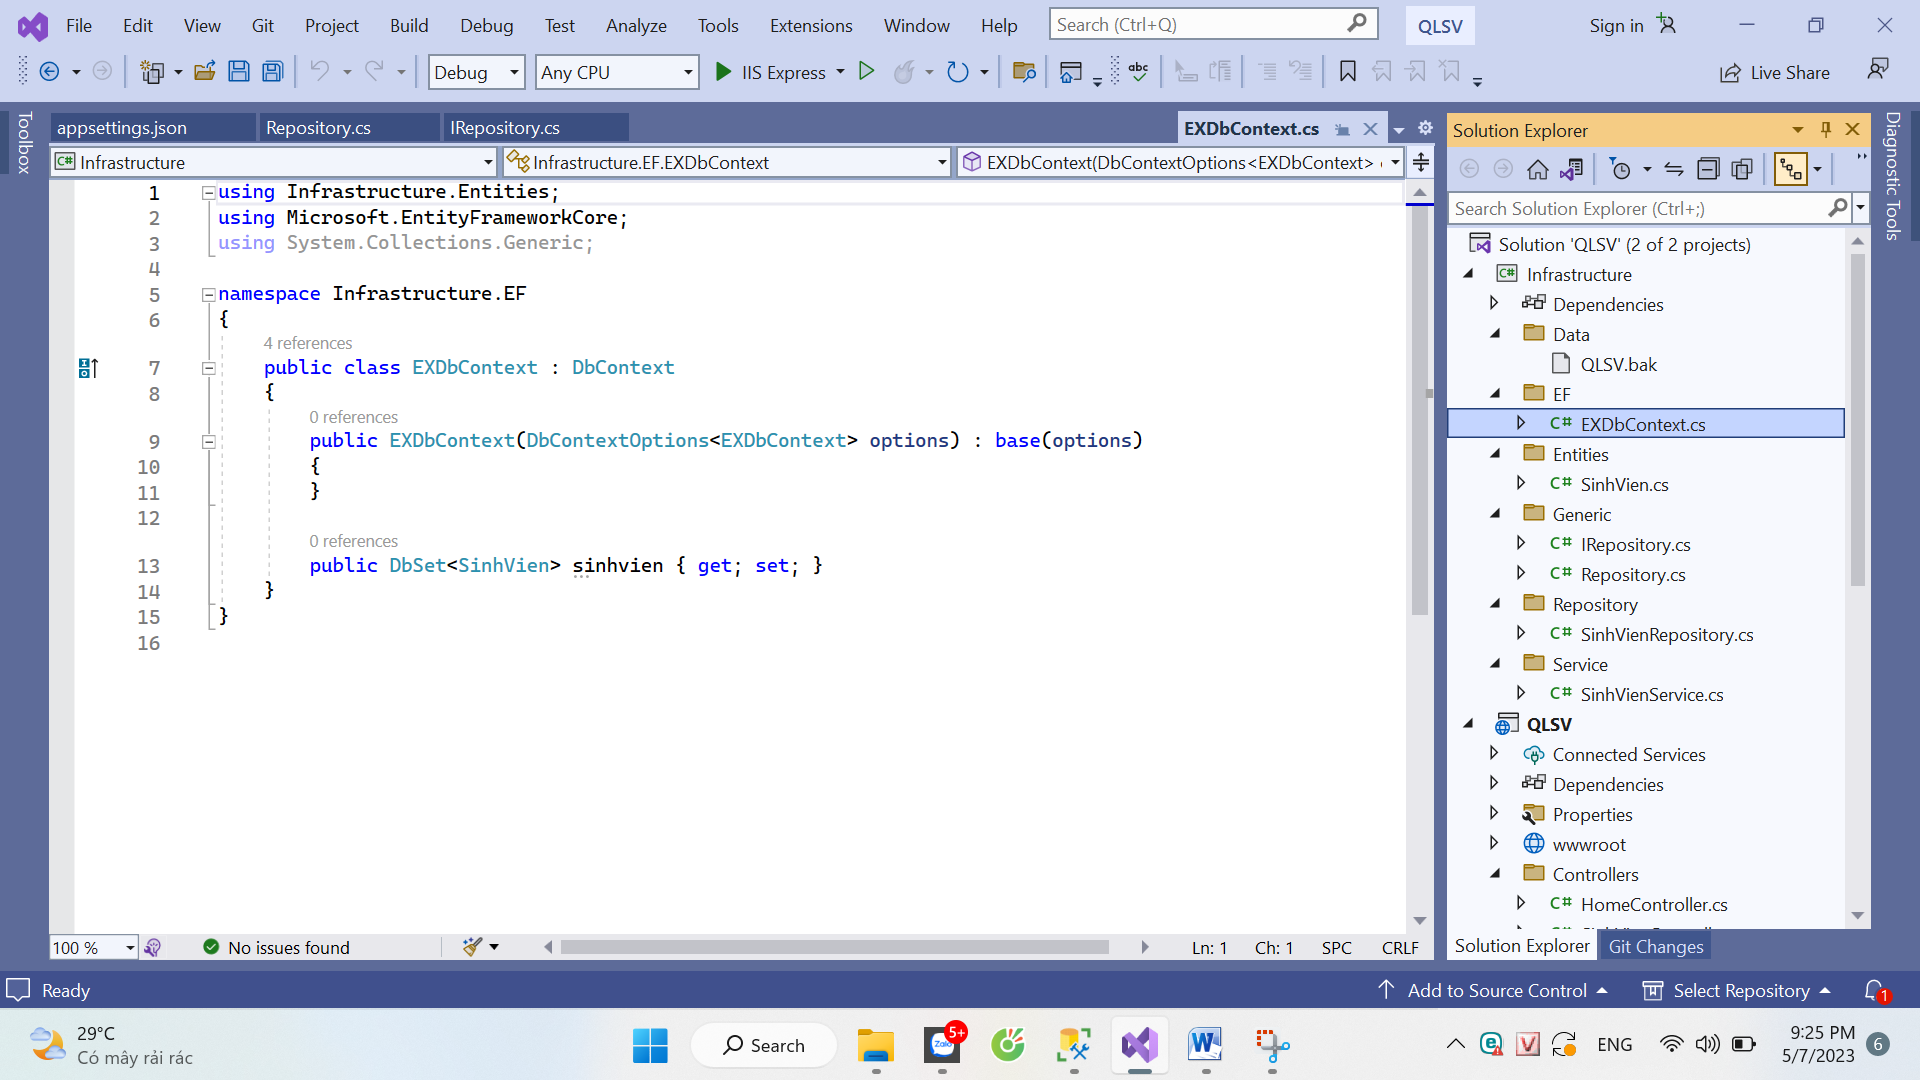 File Edit View Git Project Build Debug Test Analyze Tools Extensions Window Help Search (Ctrl+Q) QLSV Sign in
Debug Any CPU IIS Express abc Live Share
Toolbox
appsettings.json Repository.cs IRepository.cs EXDbContext.cs
Infrastructure Infrastructure.EF.EXDbContext EXDbContext(DbContextOptions<EXDbContext>
1 using Infrastructure.Entities;
2 using Microsoft.EntityFrameworkCore;
3 using System.Collections.Generic;
4
5 namespace Infrastructure.EF
6 {
4 references
7 public class EXDbContext : DbContext
8 {
0 references
9 public EXDbContext(DbContextOptions<EXDbContext> options) : base(options)
10 {
11 }
12
0 references
13 public DbSet<SinhVien> sinhvien { get; set; }
14 }
15 }
16
100 % No issues found Ln: 1 Ch: 1 SPC CRLF
Solution Explorer
Search Solution Explorer (Ctrl+;)
Solution 'QLSV' (2 of 2 projects)
C# Infrastructure
Dependencies
Data
QLSV.bak
EF
C# EXDbContext.cs
Entities
C# SinhVien.cs
Generic
C# IRepository.cs
C# Repository.cs
Repository
C# SinhVienRepository.cs
Service
C# SinhVienService.cs
QLSV
Connected Services
Dependencies
Properties
wwwroot
Controllers
C# HomeController.cs
Solution Explorer Git Changes
Diagnostic Tools
Ready Add to Source Control Select Repository 1
29°C
Có mây rải rác
Search
Zalo 5+
ENG
9:25 PM
5/7/2023
6